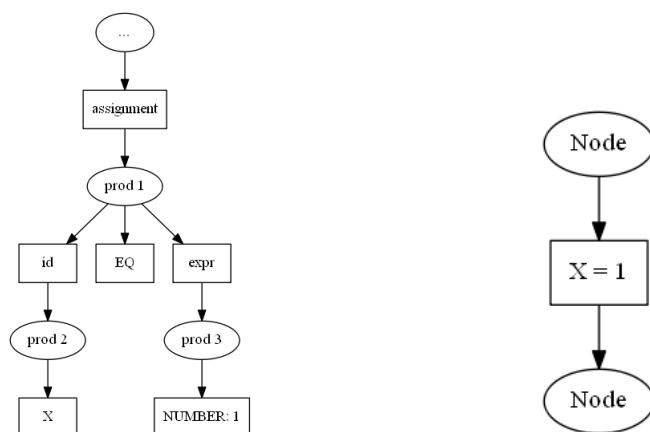 ...
assignment
prod 1
id EQ expr
prod 2 prod 3
X NUMBER: 1
Node
X = 1
Node